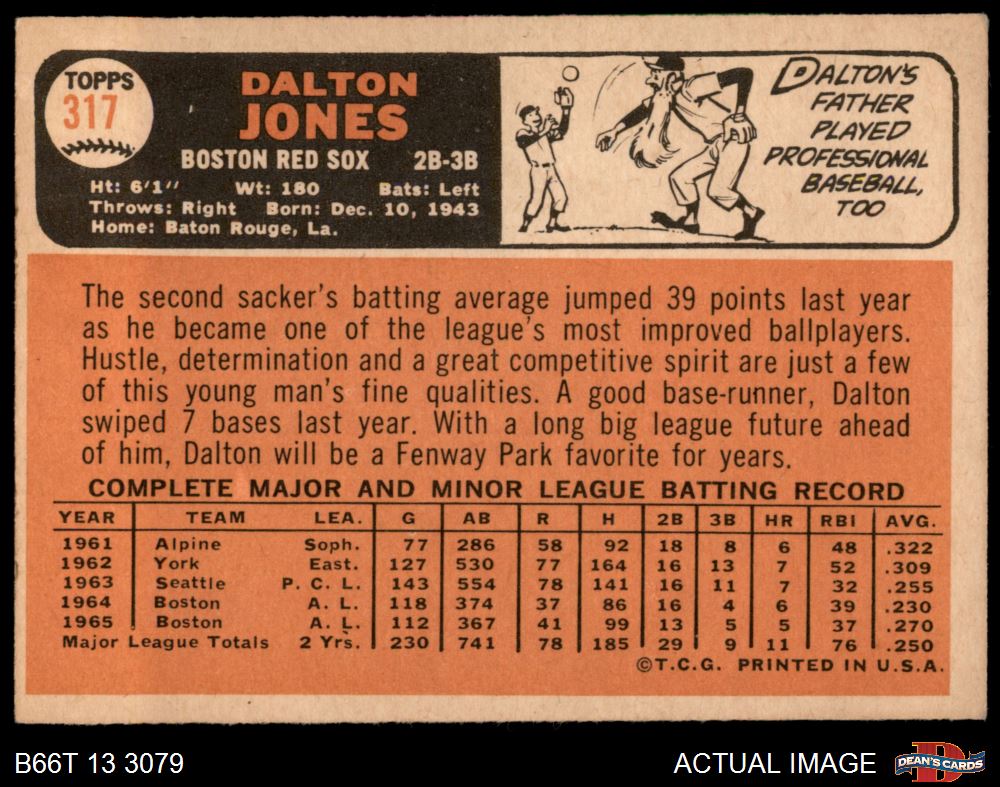 TOPPS
317
DALTON
JONES
BOSTON RED SOX 2B-3B
Ht: 6'1" Wt: 180 Bats: Left
Throws: Right Born: Dec. 10, 1943
Home: Baton Rouge, La.
DALTON'S
FATHER
PLAYED
PROFESSIONAL
BASEBALL,
TOO
The second sacker's batting average jumped 39 points last year
as he became one of the league's most improved ballplayers.
Hustle, determination and a great competitive spirit are just a few
of this young man's fine qualities. A good base-runner, Dalton
swiped 7 bases last year. With a long big league future ahead
of him, Dalton will be a Fenway Park favorite for years.
COMPLETE MAJOR AND MINOR LEAGUE BATTING RECORD
YEAR TEAM LEA. G AB R H 2B 3B HR RBI AVG.
1961 Alpine Soph. 77 286 58 92 18 8 6 48 .322
1962 York East. 127 530 77 164 16 13 7 52 .309
1963 Seattle P. C. L. 143 554 78 141 16 11 7 32 .255
1964 Boston A. L. 118 374 37 86 16 4 6 39 .230
1965 Boston A. L. 112 367 41 99 13 5 5 37 .270
Major League Totals 2 Yrs. 230 741 78 185 29 9 11 76 .250
©T.C.G. PRINTED IN U.S.A.
B66T 13 3079
ACTUAL IMAGE
DEAN'S CARDS